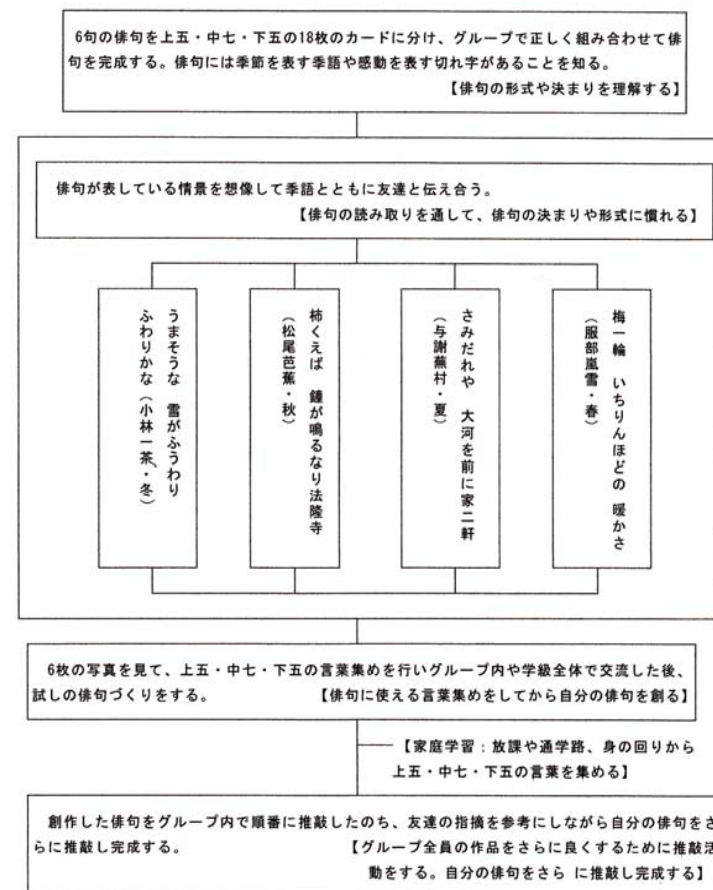 6句の俳句を上五・中七・下五の18枚のカードに分け、グループで正しく組み合わせて俳
句を完成する。俳句には季節を表す季語や感動を表す切れ字があることを知る。
【俳句の形式や決まりを理解する】
俳句が表している情景を想像して季語とともに友達と伝え合う。
【俳句の読み取りを通して、俳句の決まりや形式に慣れる】
梅一輪 いちりんほどの 暖かさ
(服部嵐雪・春)
さみだれや 大河を前に家二軒
(与謝蕪村・夏)
柿くえば 鐘が鳴るなり法隆寺
(松尾芭蕉・秋)
うまそうな 雪がふうわり
ふわりかな(小林一茶・冬)
6枚の写真を見て、上五・中七・下五の言葉集めを行いグループ内や学級全体で交流した後、
試しの俳句づくりをする。 【俳句に使える言葉集めをしてから自分の俳句を創る】
【家庭学習:放課や通学路、身の回りから
上五・中七・下五の言葉を集める】
創作した俳句をグループ内で順番に推敲したのち、友達の指摘を参考にしながら自分の俳句をさ
らに推敲し完成する。 【グループ全員の作品をさらに良くするために推敲活
動をする。自分の俳句をさら に推敲し完成する】